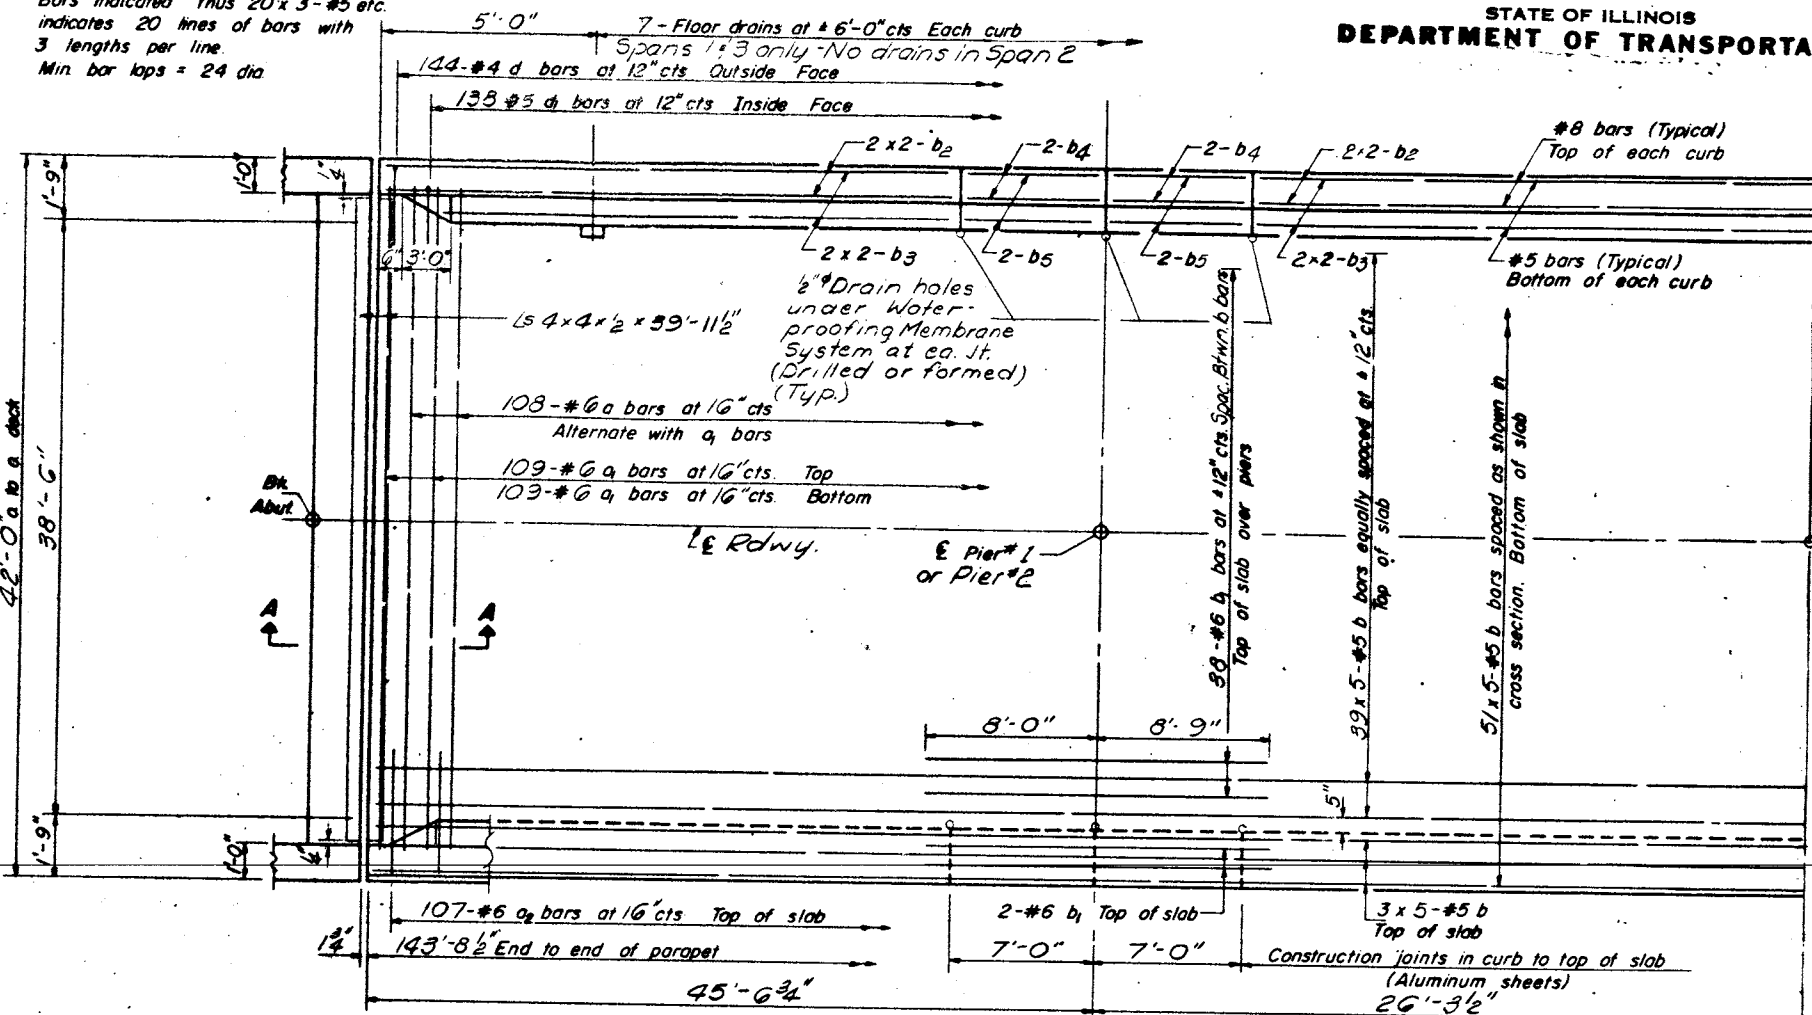 Bars indicated thus 20 x 3-#5 etc.
indicates 20 lines of bars with
3 lengths per line.
Min. bar laps = 24 dia.
STATE OF ILLINOIS
DEPARTMENT OF TRANSPORTA
5'-0"
7-Floor drains at ± 6'-0" cts Each curb
Spans 1 & 3 only - No drains in Span 2
144-#4 d bars at 12" cts Outside Face
138 #5 d1 bars at 12" cts Inside Face
2 x 2-b2
2-b4
2-b4
2 x 2-b2
#8 bars (Typical)
Top of each curb
1'-9"
1'-0"
1/4"
6"
3'-0"
2 x 2-b3
2-b5
2-b5
2 x 2-b3
#5 bars (Typical)
Bottom of each curb
Ls 4 x 4 x 1/2 x 39'-11 1/2"
1/2"⌀ Drain holes
under Water-
proofing Membrane
System at ea. Jt.
(Drilled or formed)
(Typ.)
108-#6 a bars at 16" cts
Alternate with a1 bars
109-#6 a1 bars at 16" cts. Top
109-#6 a1 bars at 16" cts. Bottom
42'-0" o to o deck
38'-6"
Bk.
Abut.
℄ Rdwy.
℄ Pier #1
or Pier #2
A
A
38-#6 b1 bars at ±12" cts. Spac. Btwn. b bars
Top of slab over piers
39 x 5-#5 b bars equally spaced at ± 12" cts.
Top of slab
51 x 5-#5 b bars spaced as shown in
cross section. Bottom of slab
8'-0"
8'-9"
5"
1'-9"
1'-0"
1/4"
107-#6 a2 bars at 16" cts Top of slab
2-#6 b1 Top of slab
3 x 5-#5 b
Top of slab
1 3/4"
143'-8 1/2" End to end of parapet
7'-0"
7'-0"
Construction joints in curb to top of slab
(Aluminum sheets)
45'-6 3/4"
26'-3 1/2"